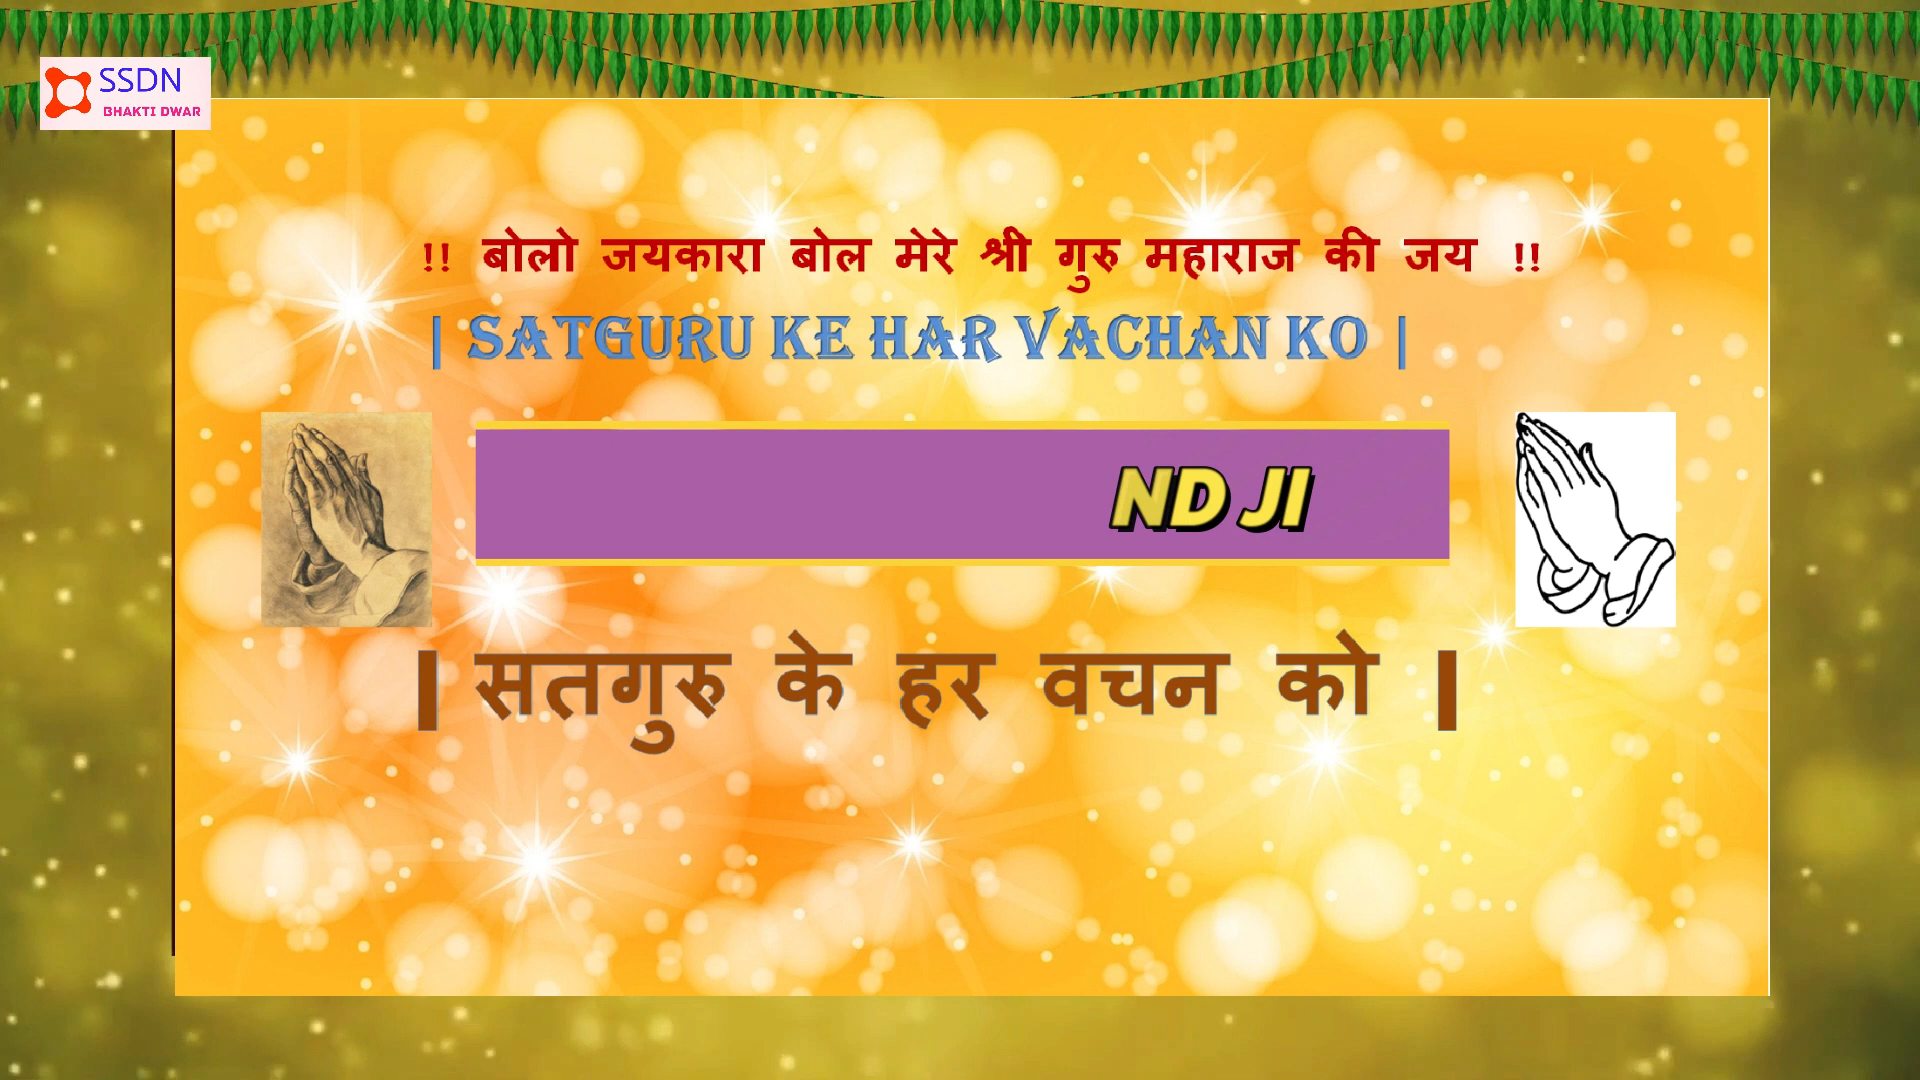 SSDN
BHAKTI DWAR
!! बोलो जयकारा बोल मेरे श्री गुरु महाराज की जय !!
| SATGURU KE HAR VACHAN KO |
ND JI
| सतगुरु के हर वचन को |